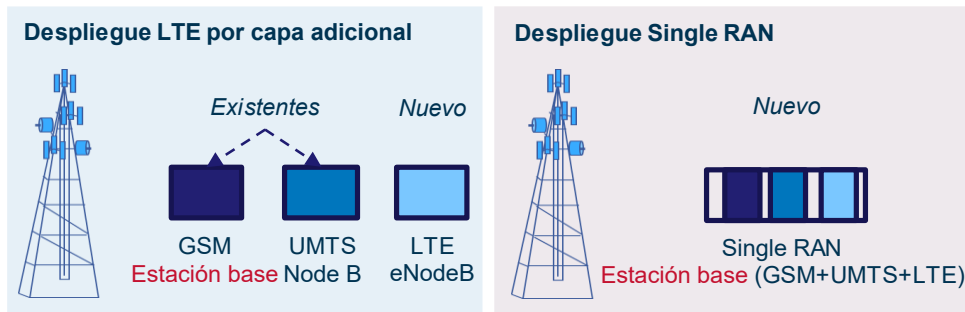 Despliegue LTE por capa adicional
Existentes
Nuevo
GSM
UMTS
LTE
Estación base
Node B
eNodeB
Despliegue Single RAN
Nuevo
Single RAN
Estación base (GSM+UMTS+LTE)